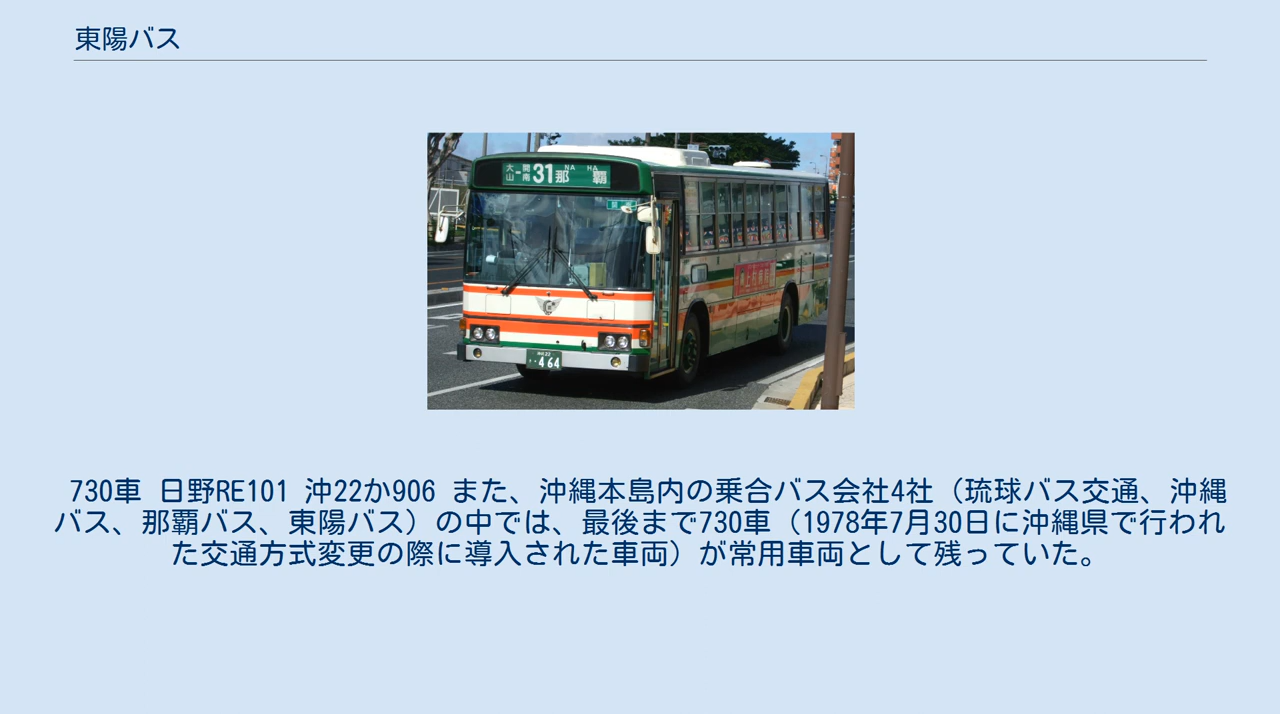 東陽バス
大山 - 開南 31 那覇
NA HA
沖縄22
464
730車 日野RE101 沖22か906 また、沖縄本島内の乗合バス会社4社（琉球バス交通、沖縄
バス、那覇バス、東陽バス）の中では、最後まで730車（1978年7月30日に沖縄県で行われ
た交通方式変更の際に導入された車両）が常用車両として残っていた。